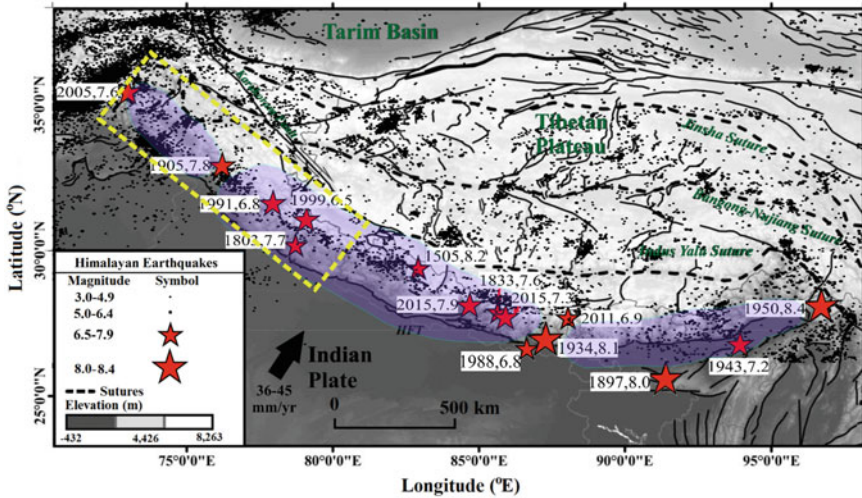 Tarim Basin
2005,7.6
35°0'0"N
Tibetan
Plateau
Jinsha Suture
1905,7.8
Bangong-Nujiang Suture
1991,6.8
1999,6.5
1803,7.7
Latitude (°N)
30°0'0"N
1505,8.2
Indus Yalu Suture
1833,7.6
2015,7.9
2015,7.3
2011,6.9
1950,8.4
HFT
1988,6.8
1934,8.1
1943,7.2
1897,8.0
Indian
Plate
36-45
mm/yr
0 500 km
25°0'0"N
Himalayan Earthquakes
Magnitude Symbol
3.0-4.9
5.0-6.4
6.5-7.9
8.0-8.4
Sutures
Elevation (m)
-432 4,426 8,263
75°0'0"E 80°0'0"E 85°0'0"E 90°0'0"E 95°0'0"E
Longitude (°E)